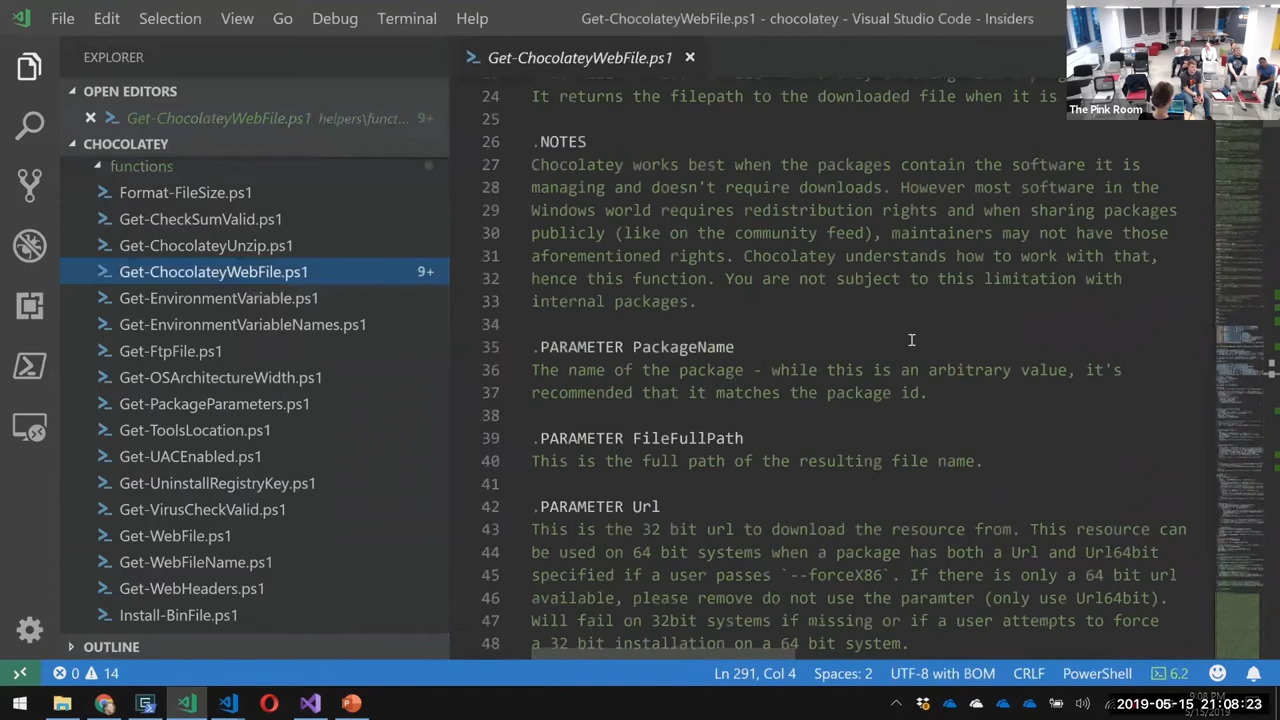 File Edit Selection View Go Debug Terminal Help Get-ChocolateyWebFile.ps1 - chocolatey - Visual Studio Code - Insiders
The Pink Room
EXPLORER
OPEN EDITORS
Get-ChocolateyWebFile.ps1 helpers\funct... 9+
CHOCOLATEY
functions
Format-FileSize.ps1
Get-CheckSumValid.ps1
Get-ChocolateyUnzip.ps1
Get-ChocolateyWebFile.ps1 9+
Get-EnvironmentVariable.ps1
Get-EnvironmentVariableNames.ps1
Get-FtpFile.ps1
Get-OSArchitectureWidth.ps1
Get-PackageParameters.ps1
Get-ToolsLocation.ps1
Get-UACEnabled.ps1
Get-UninstallRegistryKey.ps1
Get-VirusCheckValid.ps1
Get-WebFile.ps1
Get-WebFileName.ps1
Get-WebHeaders.ps1
Install-BinFile.ps1
OUTLINE
Get-ChocolateyWebFile.ps1
24 It returns the filepath to the downloaded file when it is
25
26 .NOTES
27 Chocolatey works best when the packages contain the software it is
28 managing and doesn't require downloads. However most software in the
29 Windows world requires redistribution rights and when sharing packages
30 publicly (like on the community feed), maintainers may not have those
31 aforementioned rights. Chocolatey understands how to work with that,
32 hence this function. You are not subject to this limitation with
33 internal packages.
34
35 .PARAMETER PackageName
36 The name of the package - while this is an arbitrary value, it's
37 recommended that it matches the package id.
38
39 .PARAMETER FileFullPath
40 This is the full path of the resulting file name.
41
42 .PARAMETER Url
43 This is the 32 bit url to download the resource from. This resource can
44 be used on 64 bit systems when a package has both a Url and Url64bit
45 specified if a user passes `--forceX86`. If there is only a 64 bit url
46 available, please remove do not use the paramter (only use Url64bit).
47 Will fail on 32bit systems if missing or if a user attempts to force
48 a 32 bit installation on a 64 bit system.
0 14 Ln 291, Col 4 Spaces: 2 UTF-8 with BOM CRLF PowerShell 6.2
9:08 PM
2019-05-15 21:08:23
5/15/2019